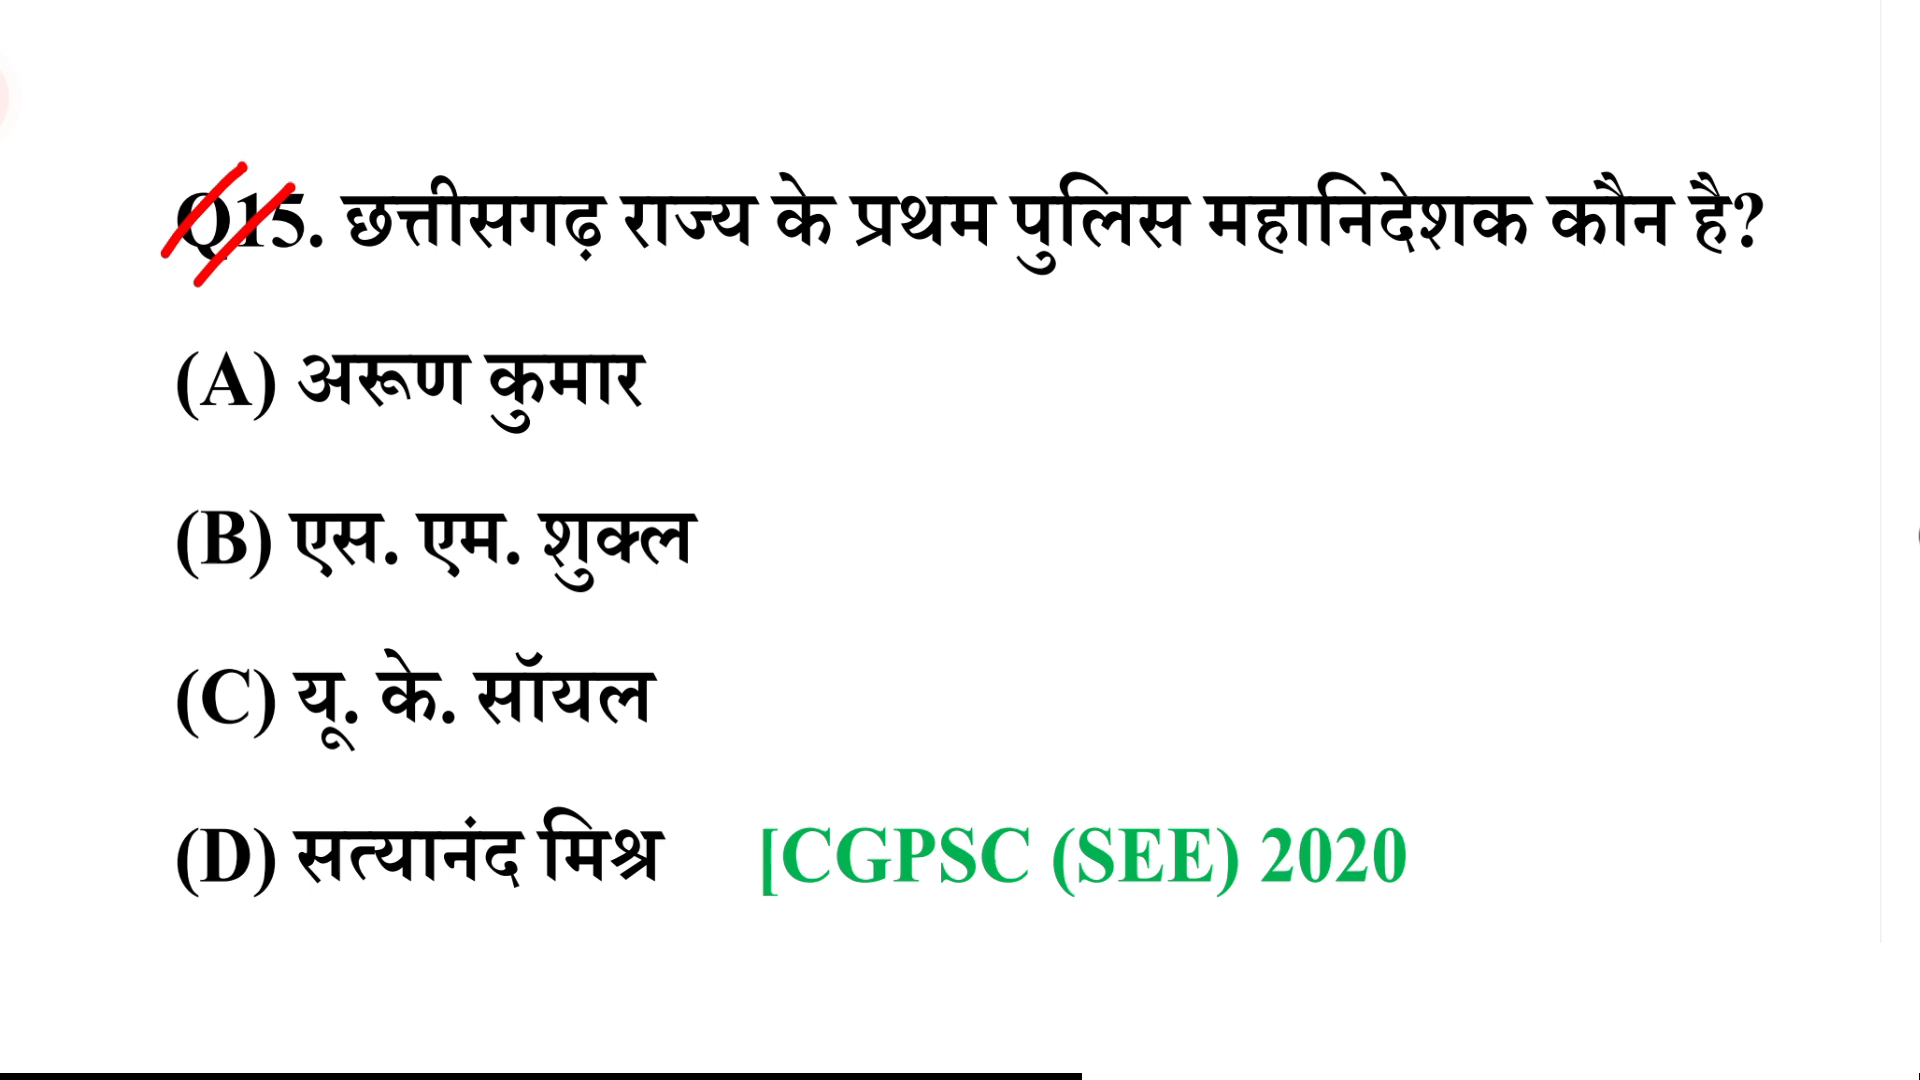 Q15. छत्तीसगढ़ राज्य के प्रथम पुलिस महानिदेशक कौन है?
(A) अरूण कुमार
(B) एस. एम. शुक्ल
(C) यू. के. सॉयल
(D) सत्यानंद मिश्र [CGPSC (SEE) 2020